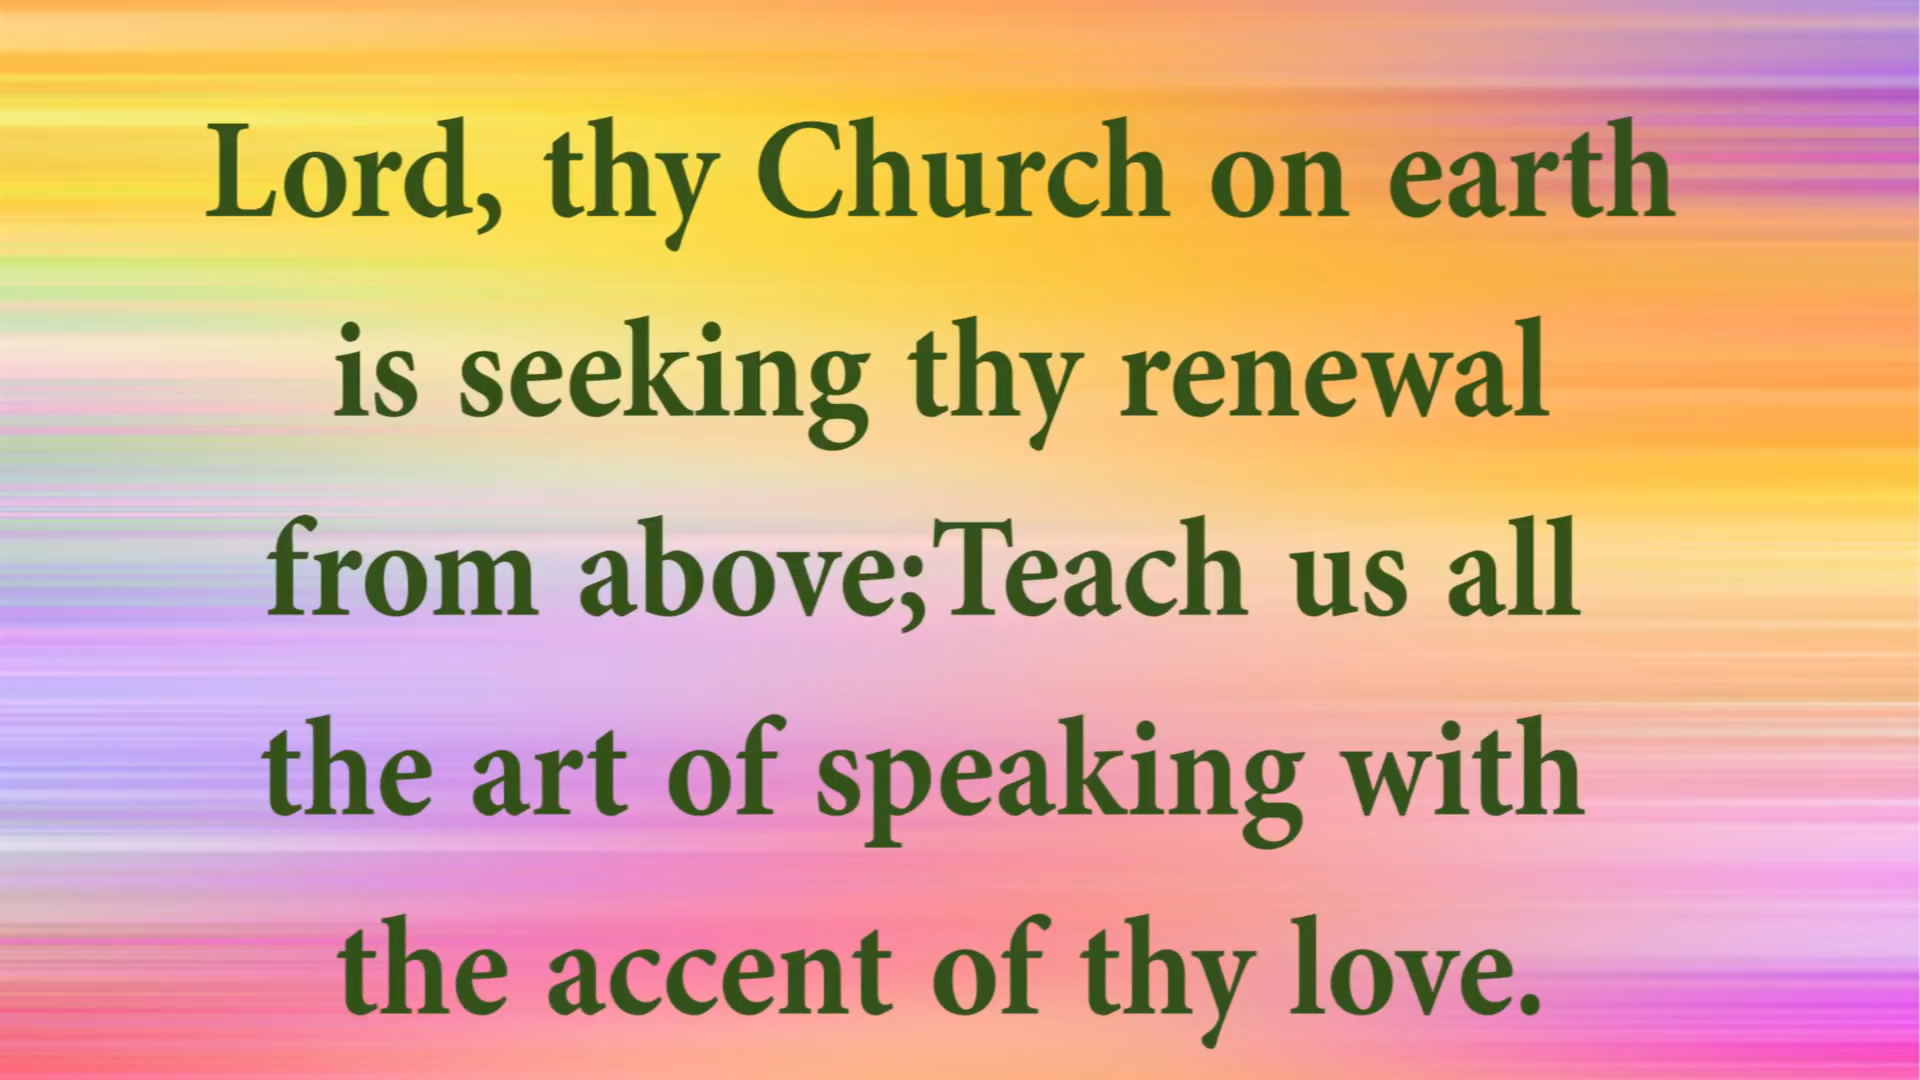 Lord, thy Church on earth
is seeking thy renewal
from above;Teach us all
the art of speaking with
the accent of thy love.